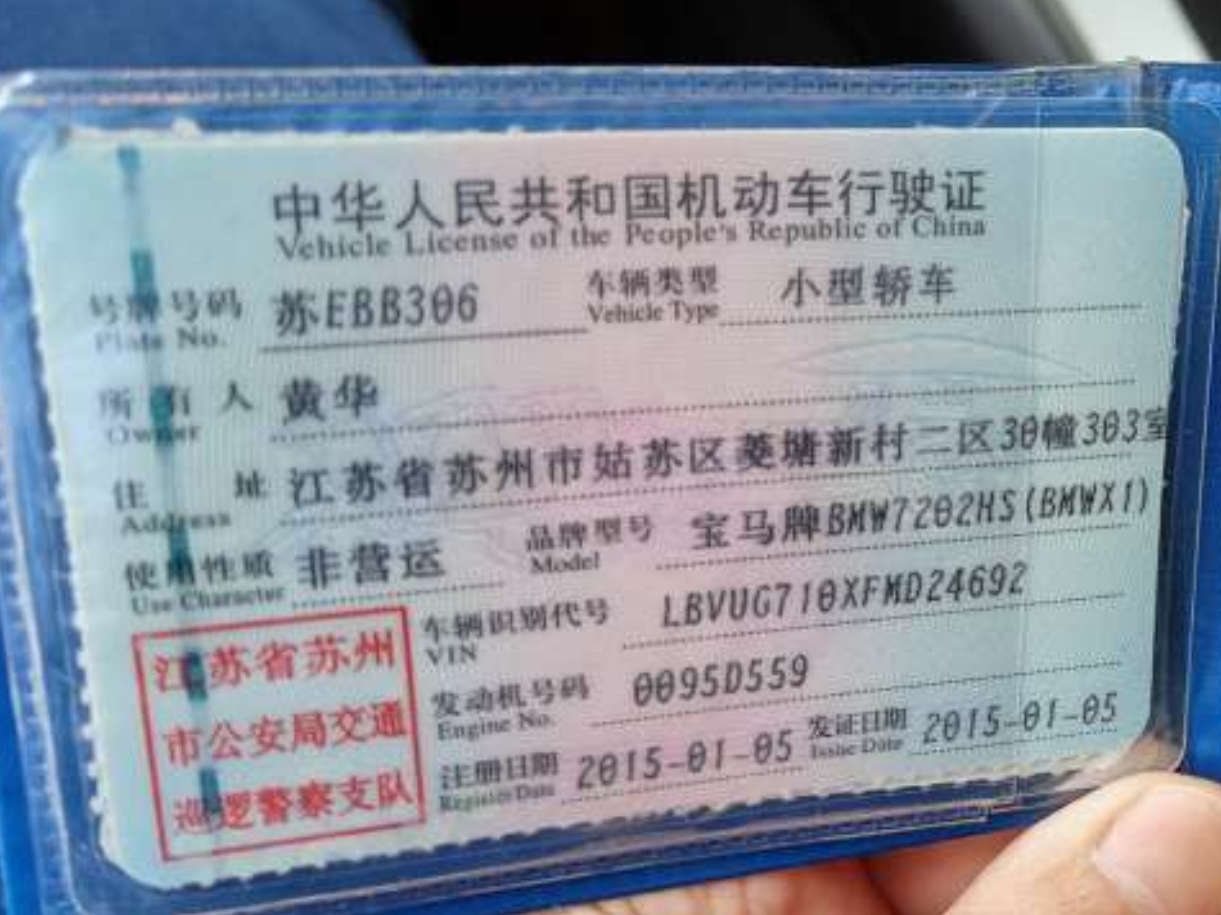 中华人民共和国机动车行驶证
Vehicle License of the People's Republic of China
号牌号码 苏EBB306 车辆类型 小型轿车
Plate No. Vehicle Type
所有人 黄华
Owner
住址 江苏省苏州市姑苏区菱塘新村二区30幢303室
Address
使用性质 非营运 品牌型号 宝马牌BMW7202HS(BMWX1)
Use Character Model
车辆识别代号 LBVUG710XFMD24692
VIN
发动机号码 0095D559
Engine No.
注册日期 2015-01-05 发证日期 2015-01-05
Register Date Issue Date
江苏省苏州
市公安局交通
巡逻警察支队